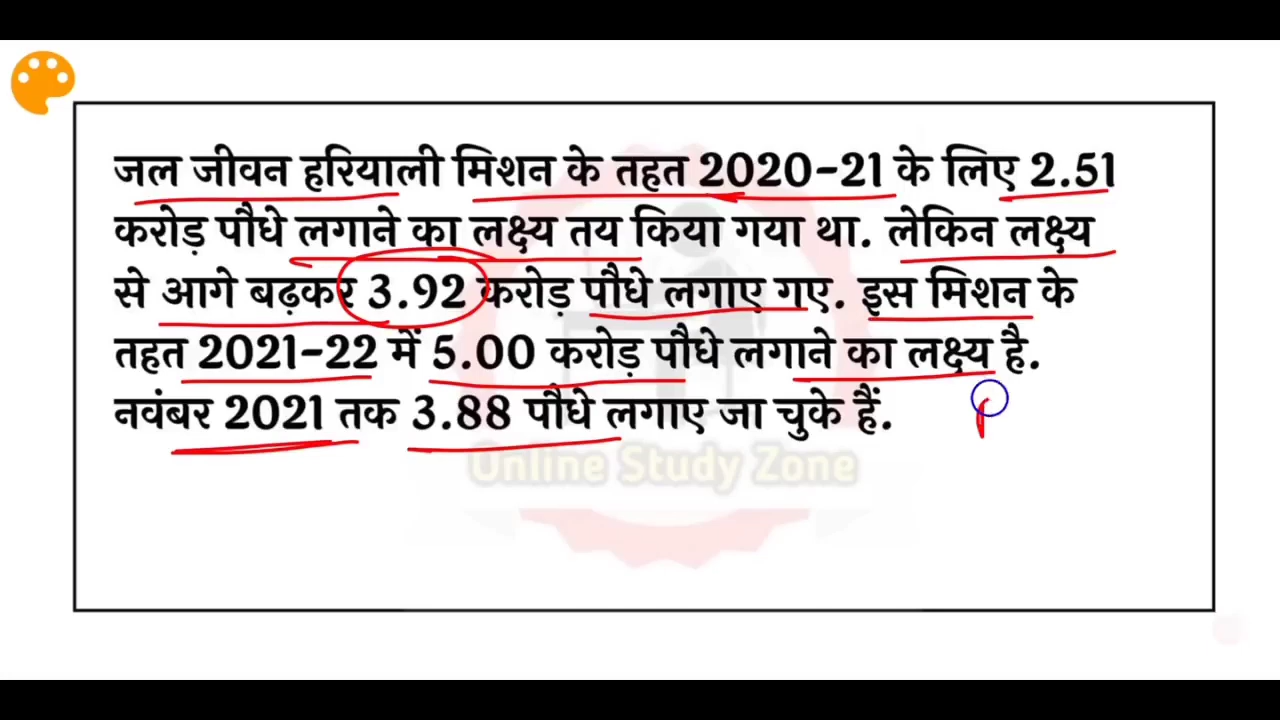 जल जीवन हरियाली मिशन के तहत 2020-21 के लिए 2.51
करोड़ पौधे लगाने का लक्ष्य तय किया गया था. लेकिन लक्ष्य
से आगे बढ़कर 3.92 करोड़ पौधे लगाए गए. इस मिशन के
तहत 2021-22 में 5.00 करोड़ पौधे लगाने का लक्ष्य है.
नवंबर 2021 तक 3.88 पौधे लगाए जा चुके हैं.
Online Study Zone